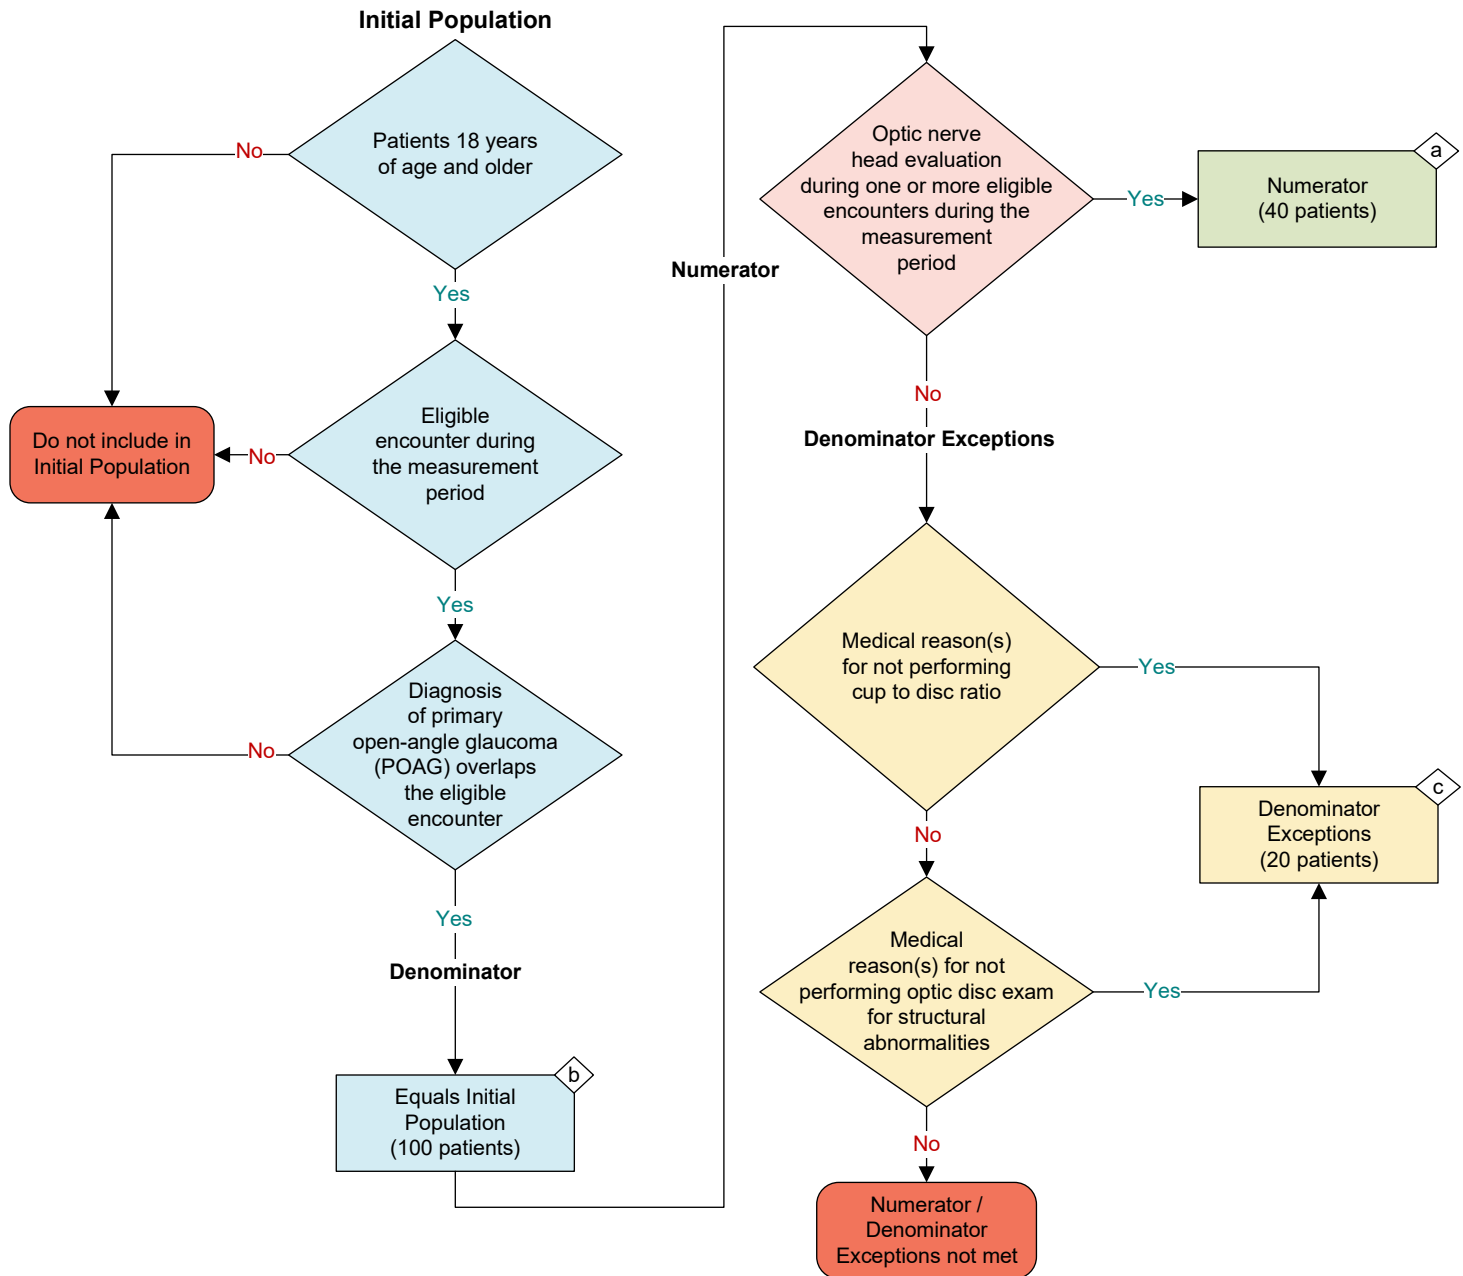 Initial Population
Patients 18 years
of age and older
No
Yes
Eligible
encounter during
the measurement
period
No
Do not include in
Initial Population
Yes
Diagnosis
of primary
open-angle glaucoma
(POAG) overlaps
the eligible
encounter
No
Yes
Denominator
b
Equals Initial
Population
(100 patients)
Numerator
Optic nerve
head evaluation
during one or more eligible
encounters during the
measurement
period
Yes
a
Numerator
(40 patients)
No
Denominator Exceptions
Medical reason(s)
for not performing
cup to disc ratio
Yes
c
Denominator
Exceptions
(20 patients)
No
Medical
reason(s) for not
performing optic disc exam
for structural
abnormalities
Yes
No
Numerator /
Denominator
Exceptions not met